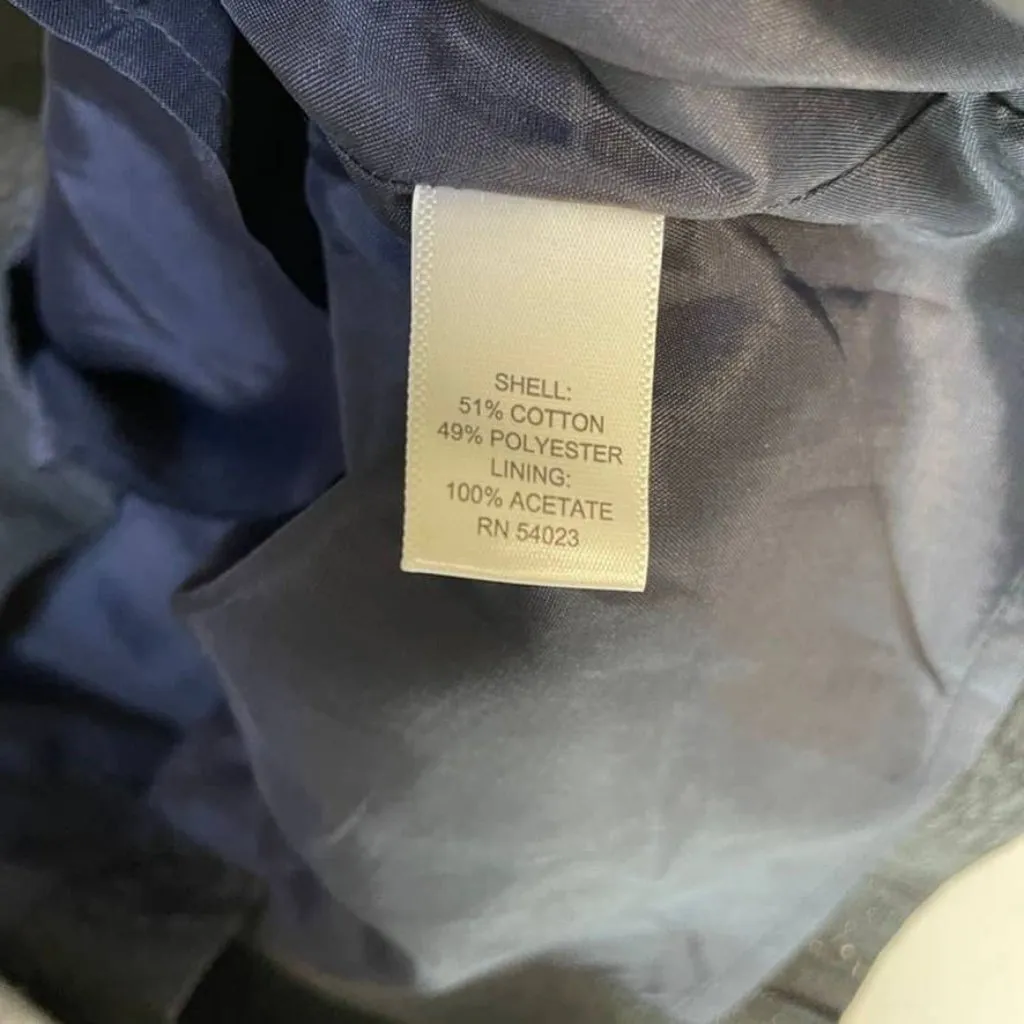 SHELL:
51% COTTON
49% POLYESTER
LINING:
100% ACETATE
RN 54023